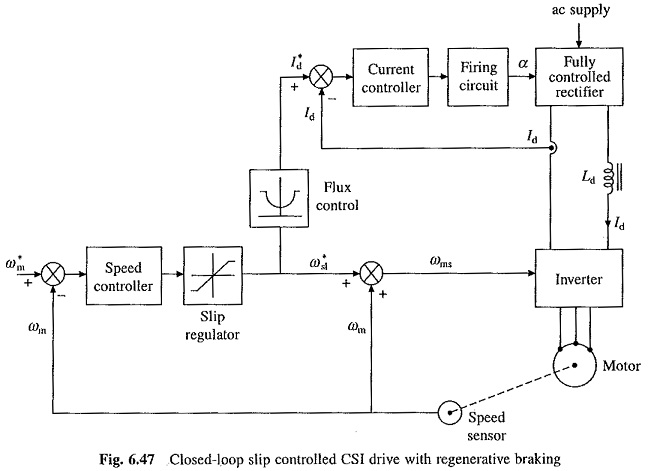 ac supply
I*d
+
−
Current
controller
Firing
circuit
α
Fully
controlled
rectifier
Id
Id
Ld
Id
Flux
control
ω*m
+
−
Speed
controller
Slip
regulator
ω*sl
+
+
ωms
Inverter
ωm
ωm
Motor
Speed
sensor
Fig. 6.47 Closed-loop slip controlled CSI drive with regenerative braking